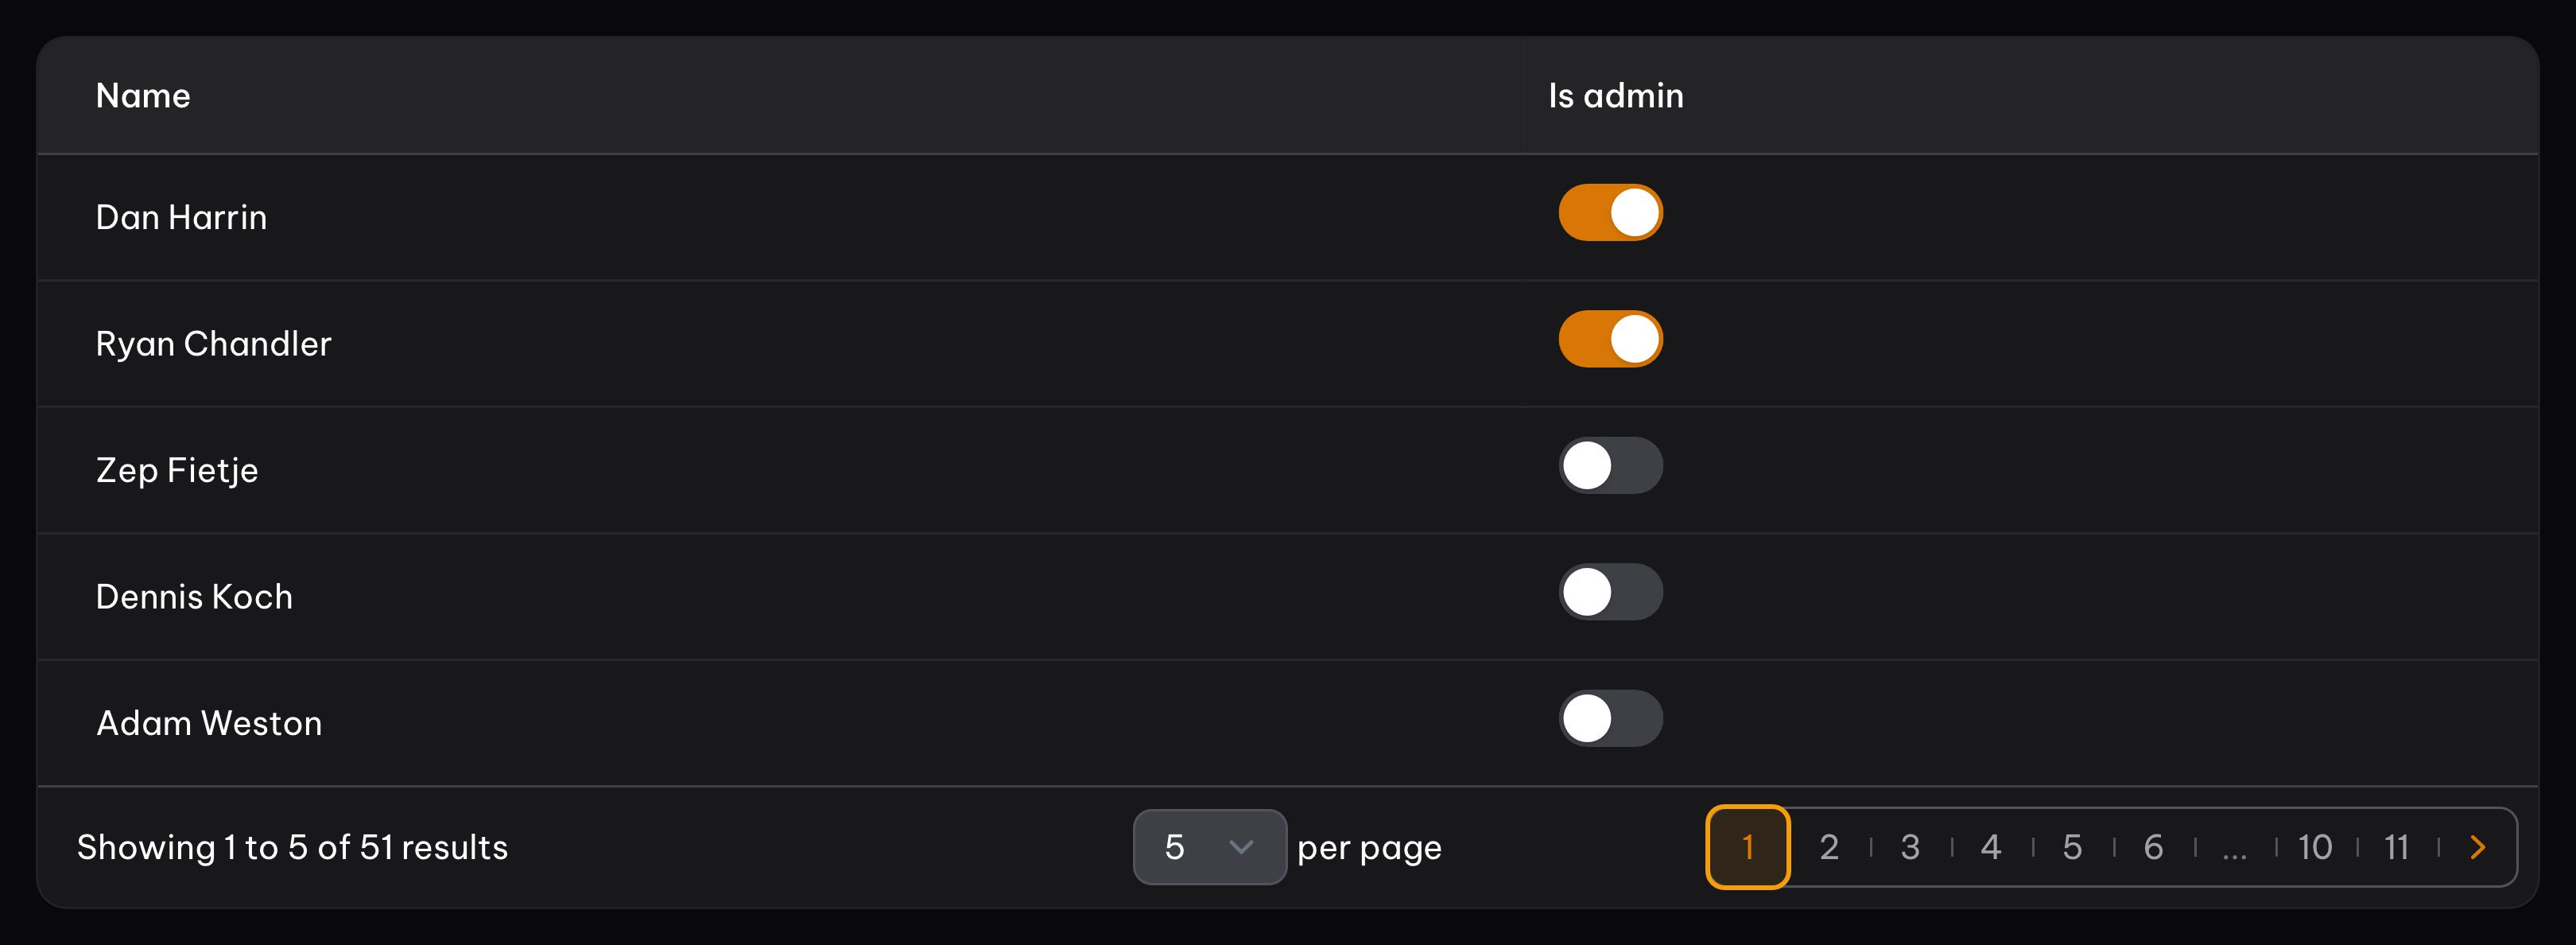 Name Is admin
Dan Harrin
Ryan Chandler
Zep Fietje
Dennis Koch
Adam Weston
Showing 1 to 5 of 51 results 5 per page 1 2 3 4 5 6 ... 10 11